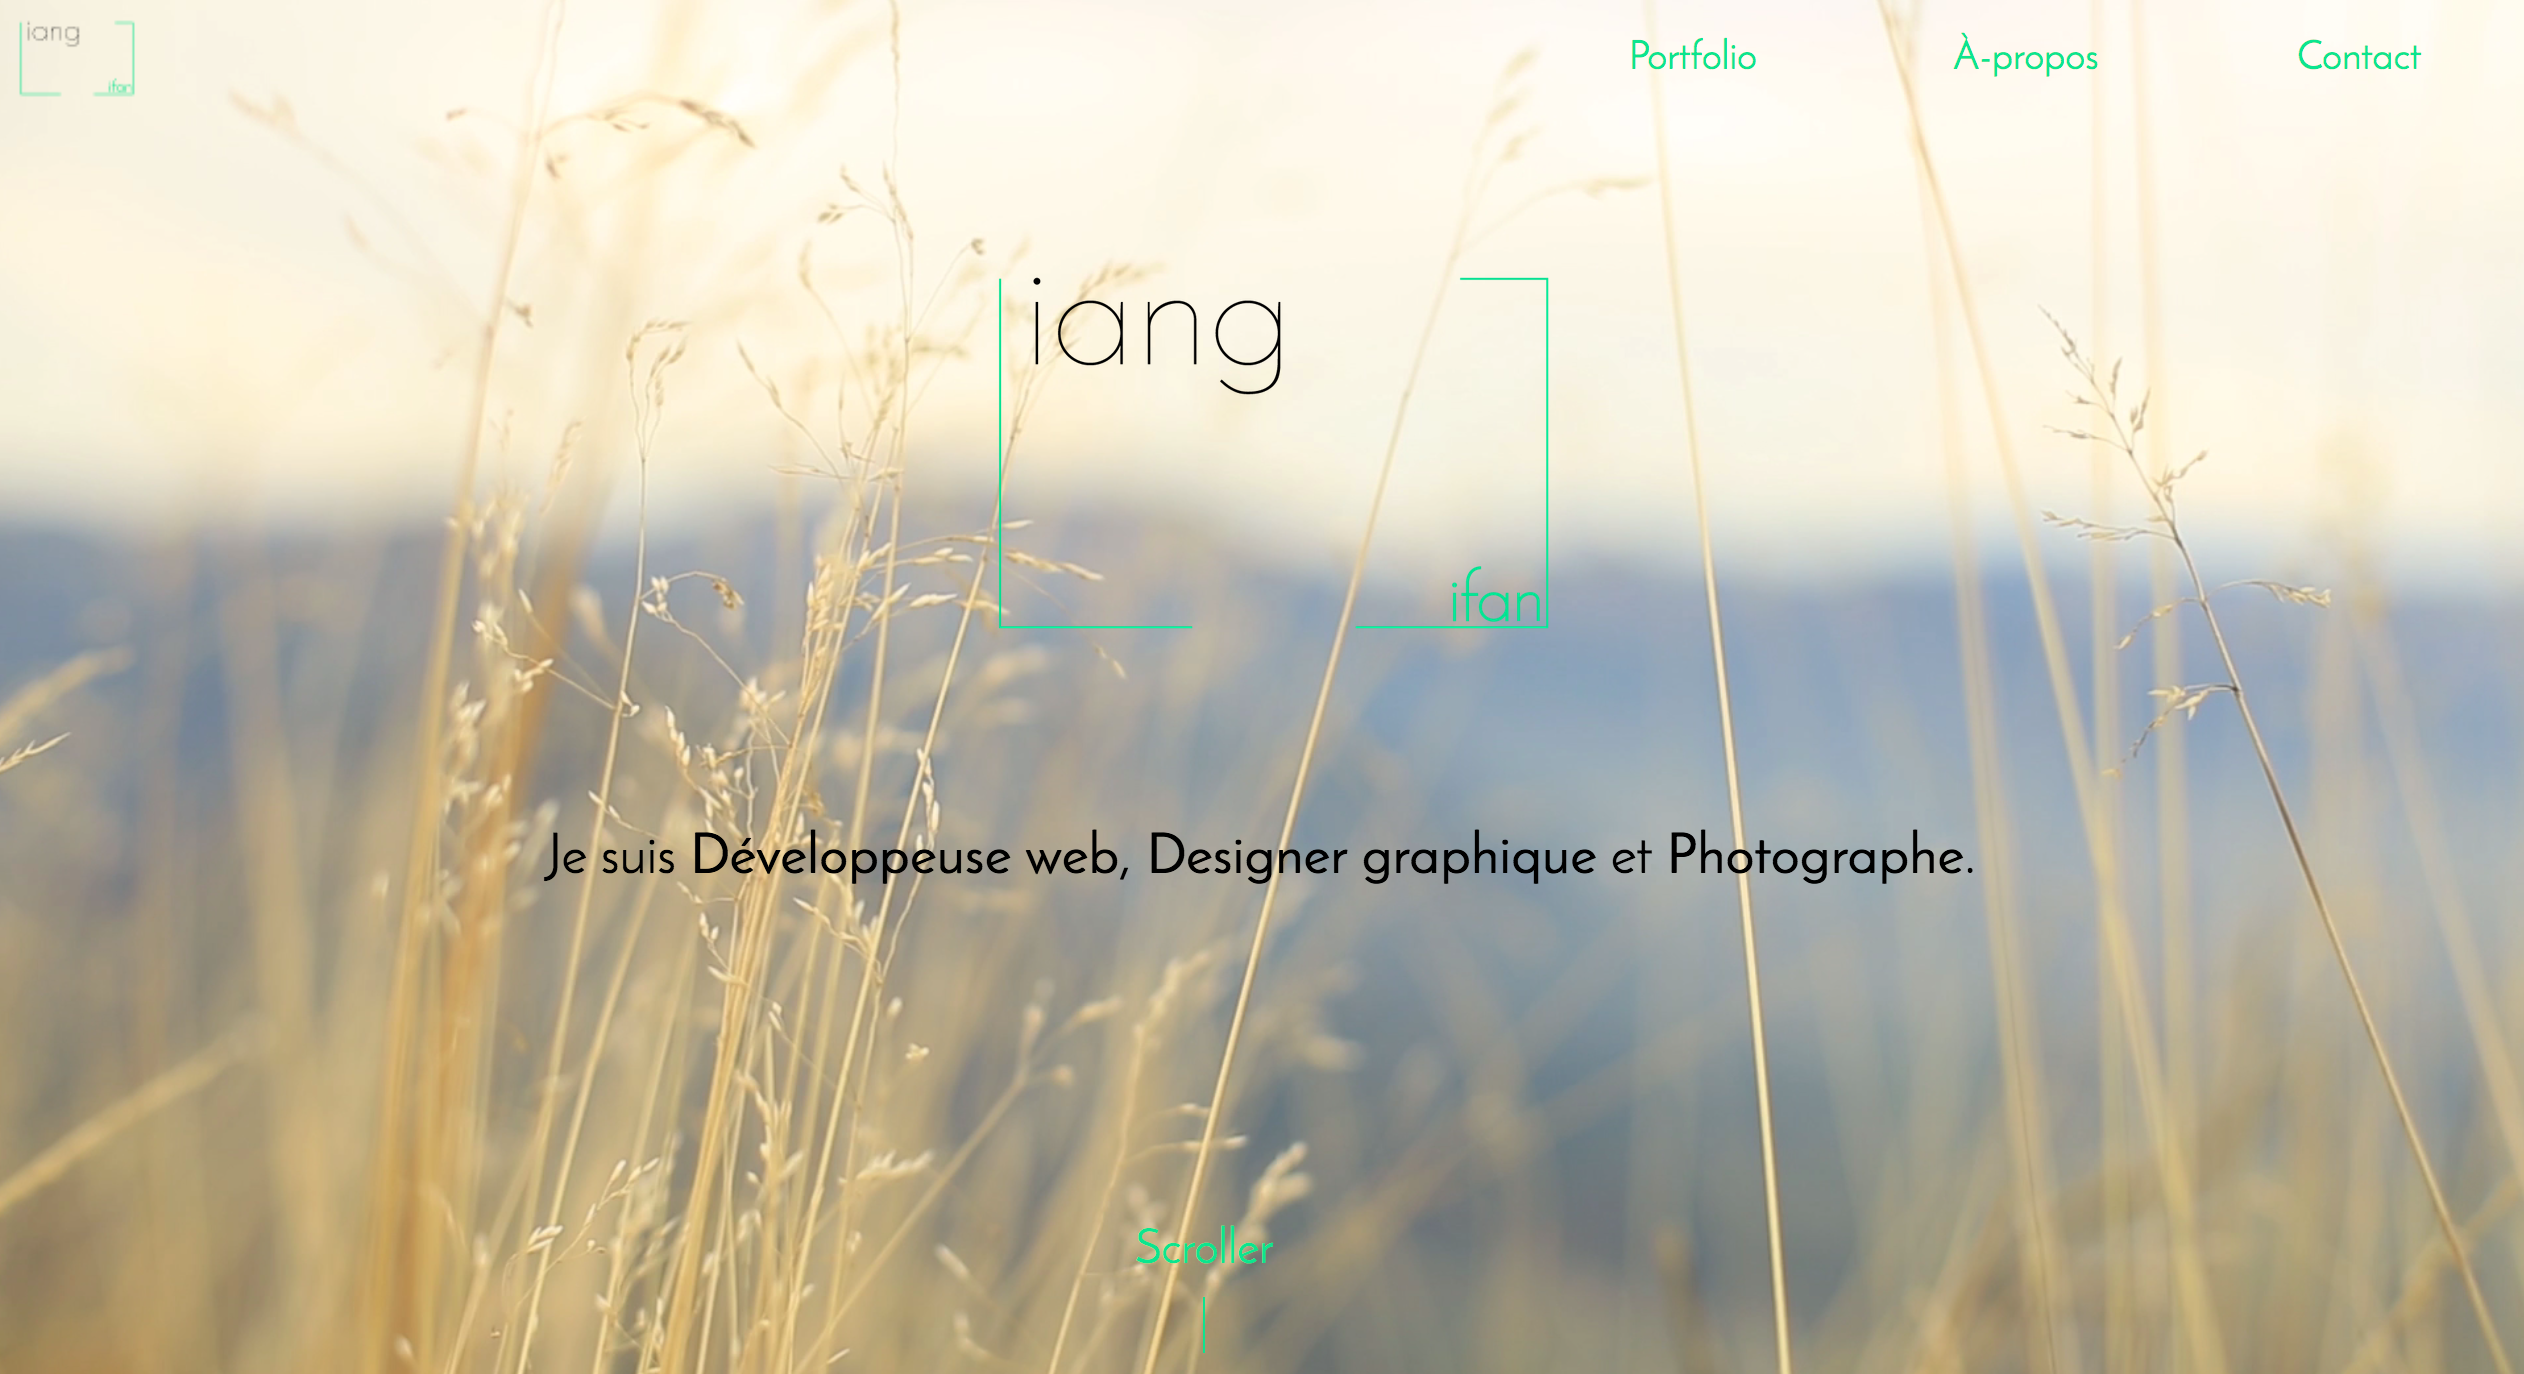 iang
ifan
Portfolio
À-propos
Contact
iang
ifan
Je suis Développeuse web, Designer graphique et Photographe.
Scroller